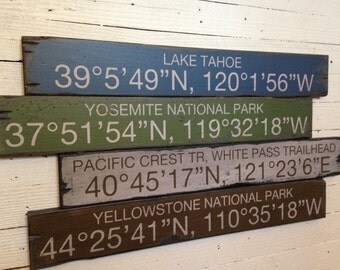 LAKE TAHOE
39°5'49”N, 120°1'56”W
YOSEMITE NATIONAL PARK
37°51'54”N, 119°32'18”W
PACIFIC CREST TR, WHITE PASS TRAILHEAD
40°45'17”N, 121°23'6”E
YELLOWSTONE NATIONAL PARK
44°25'41”N, 110°35'18”W